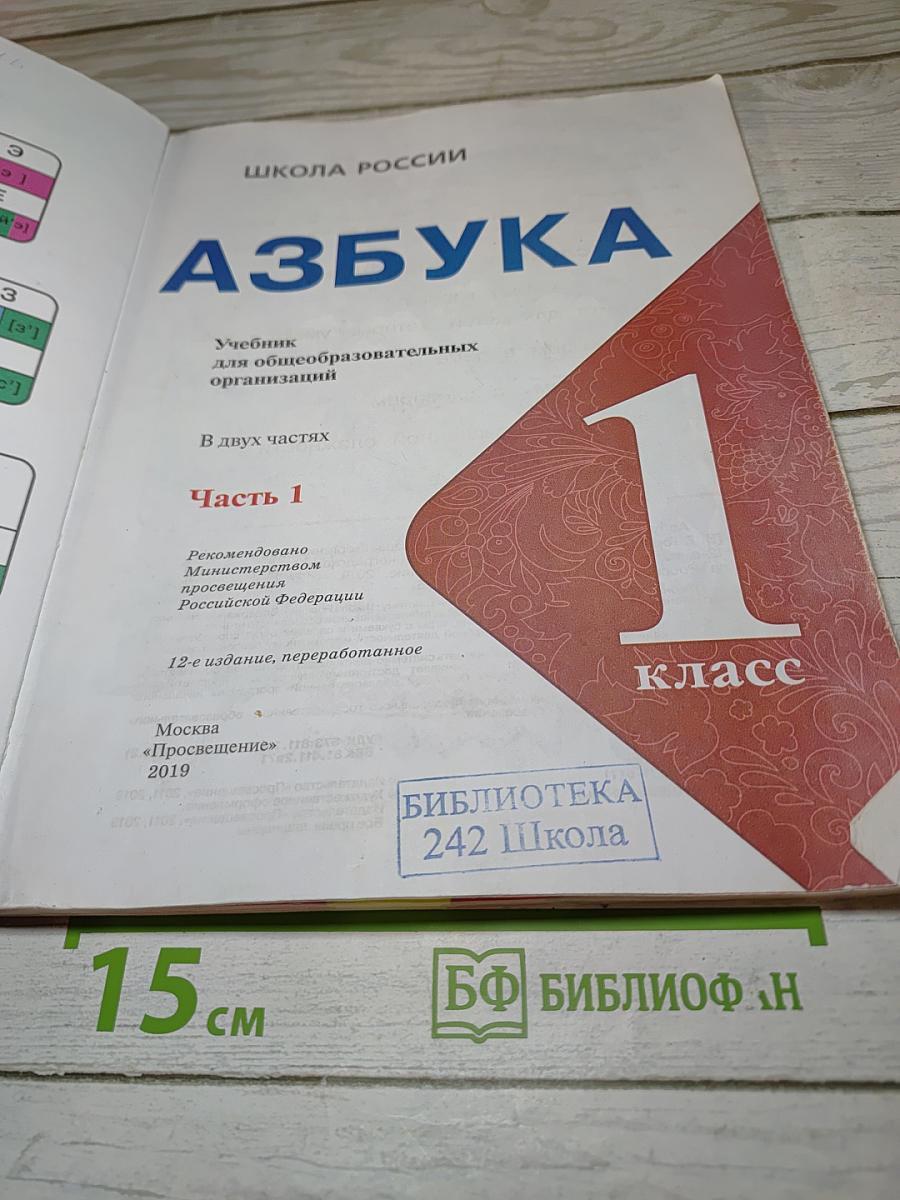 Э
[э]
Е
[й'э]
З
[з']
[с']
ШКОЛА РОССИИ
АЗБУКА
Учебник
для общеобразовательных
организаций
В двух частях
Часть 1
Рекомендовано
Министерством
просвещения
Российской Федерации
12-е издание, переработанное
Москва
«Просвещение»
2019
1
класс
БИБЛИОТЕКА
242 Школа
15 см
БФ БИБЛИОФАН